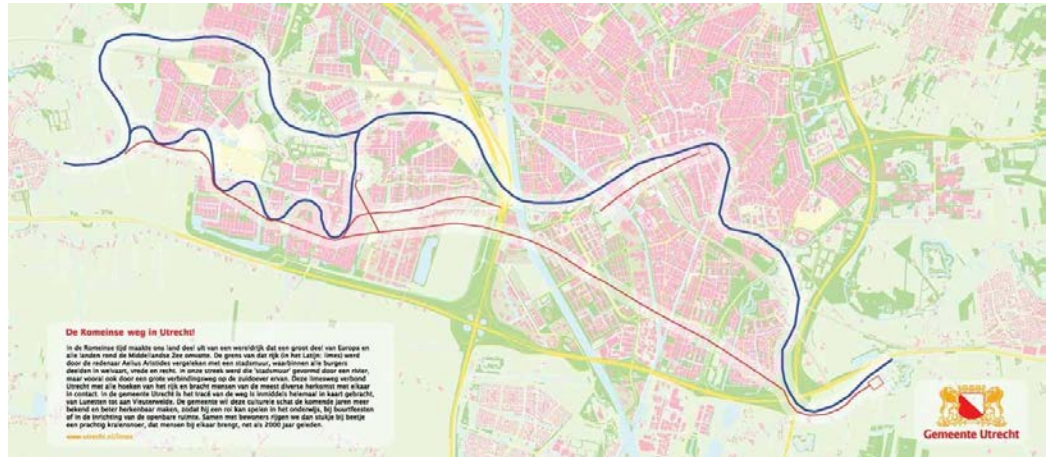 De Romeinse weg in Utrecht!
In de Romeinse tijd maakte ons land deel uit van een wereldrijk dat een groot deel van Europa en
alle landen rond de Middellandse Zee omvatte. De grens van dat rijk (in het Latijn: limes) werd
door de redenaar Aelius Aristides vergeleken met een stadsmuur, waarbinnen alle burgers
deelden in welvaart, vrede en recht. In onze streek werd die 'stadsmuur' gevormd door een rivier,
maar vooral ook door een grote verbindingsweg op de zuidoever ervan. Deze limesweg verbond
Utrecht met alle hoeken van het rijk en bracht mensen van de meest diverse herkomst met elkaar
in contact. In de gemeente Utrecht is het tracé van de weg is inmiddels helemaal in kaart gebracht,
van Lunetten tot aan Vleuterweide. De gemeente wil deze culturele schat de komende jaren meer
bekend en beter herkenbaar maken, zodat hij een rol kan spelen in het onderwijs, bij buurtfeesten
of in de inrichting van de openbare ruimte. Samen met bewoners rijgen we dan stukje bij beetje
een prachtig kralensnoer, dat mensen bij elkaar brengt, net als 2000 jaar geleden.
www.utrecht.nl/limes
Gemeente Utrecht